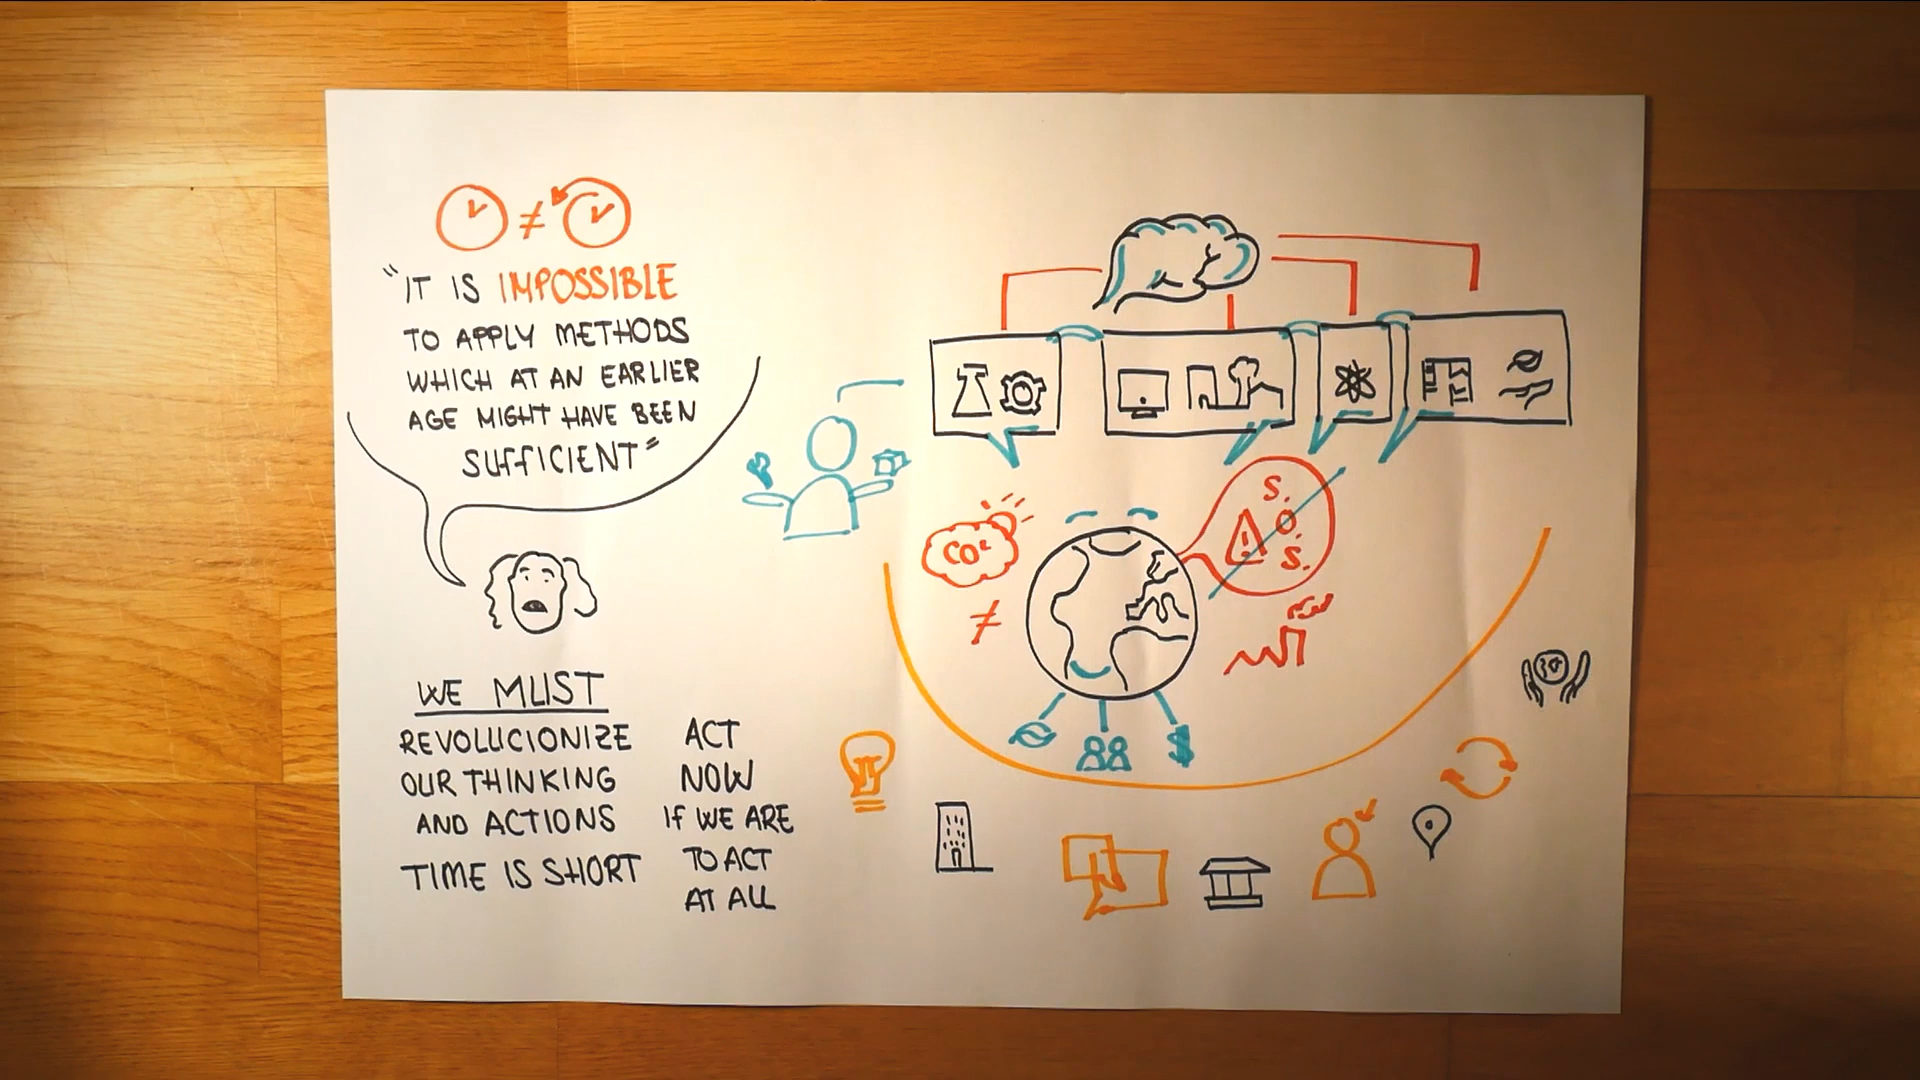 "IT IS IMPOSSIBLE
TO APPLY METHODS
WHICH AT AN EARLIER
AGE MIGHT HAVE BEEN
SUFFICIENT"
WE MUST
REVOLUCIONIZE
OUR THINKING
AND ACTIONS
TIME IS SHORT
ACT
NOW
IF WE ARE
TO ACT
AT ALL
CO²
S.
O.
S.